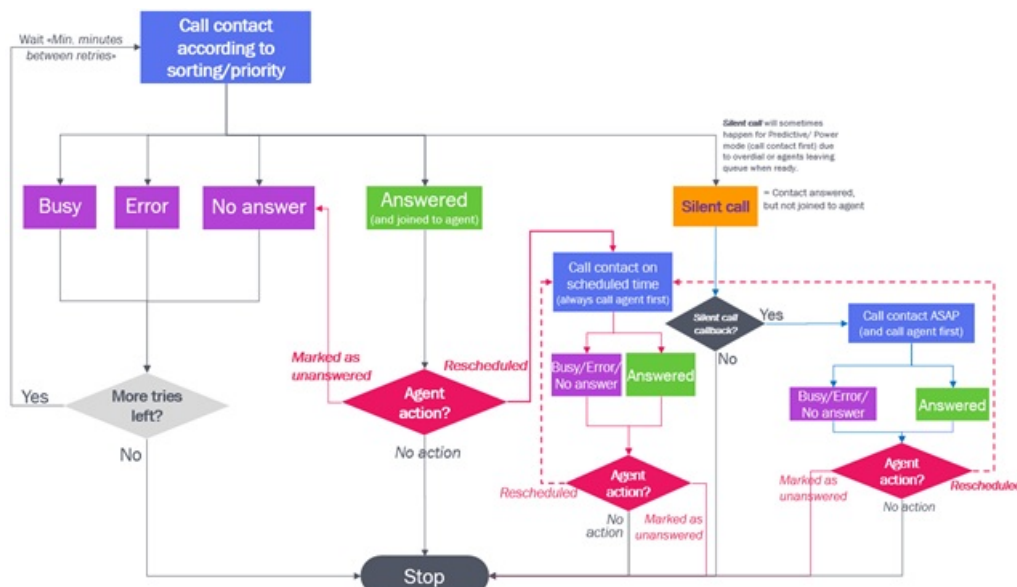 Call contact
according to
sorting/priority
Wait «Min. minutes
between retries»
Silent call will sometimes
happen for Predictive/ Power
mode (call contact first) due
to overdial or agents leaving
queue when ready.
Busy
Error
No answer
Answered
(and joined to agent)
Silent call
= Contact answered,
but not joined to agent
Call contact on
scheduled time
(always call agent first)
Silent call
callback?
Yes
No
Call contact ASAP
(and call agent first)
Marked as
unanswered
Rescheduled
Busy/Error/
No answer
Answered
Busy/Error/
No answer
Answered
Yes
More tries
left?
No
Agent
action?
No action
Agent
action?
Rescheduled
No
action
Marked as
unanswered
Agent
action?
Marked as
unanswered
Rescheduled
No action
Stop